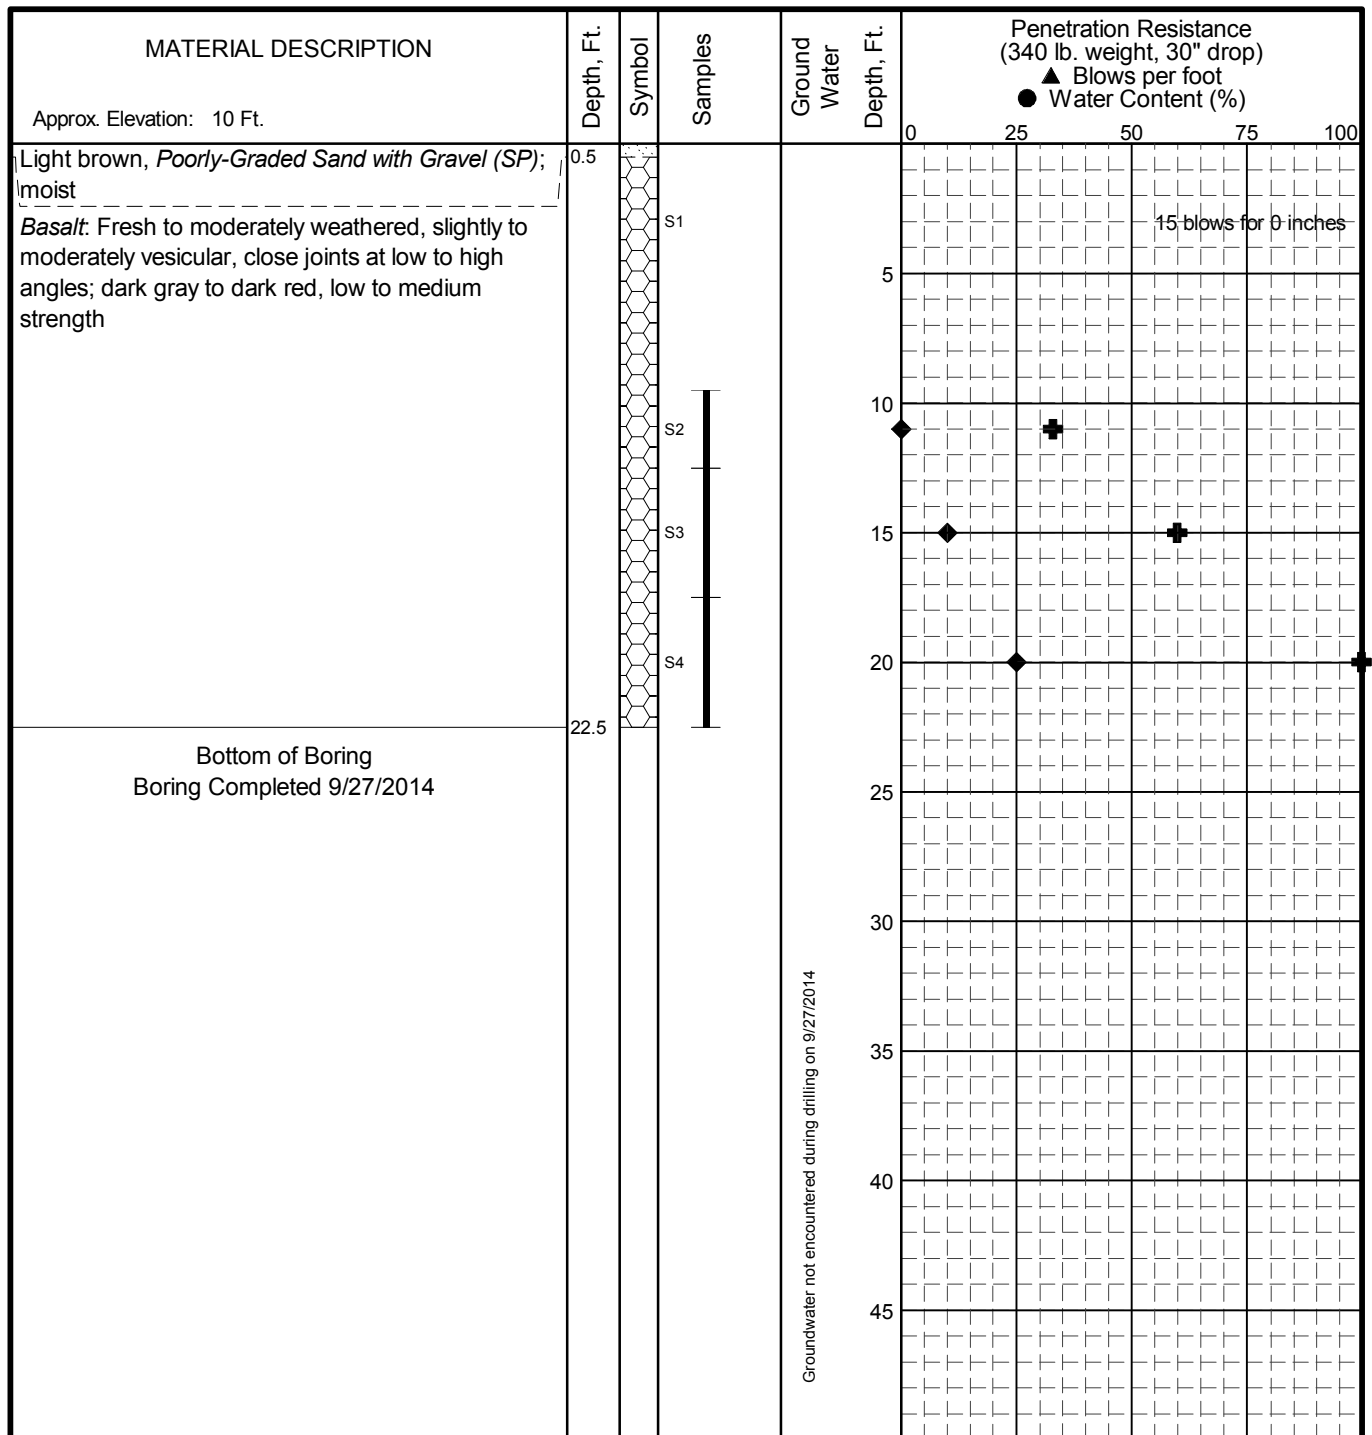 MATERIAL DESCRIPTION
Approx. Elevation: 10 Ft.
Depth, Ft.
Symbol
Samples
Ground
Water
Depth, Ft.
Penetration Resistance
(340 lb. weight, 30" drop)
▲ Blows per foot
● Water Content (%)
0 25 50 75 100
Light brown, Poorly-Graded Sand with Gravel (SP);
moist
0.5
Basalt: Fresh to moderately weathered, slightly to
moderately vesicular, close joints at low to high
angles; dark gray to dark red, low to medium
strength
S1
15 blows for 0 inches
5
10
S2
15
S3
20
S4
22.5
Bottom of Boring
Boring Completed 9/27/2014
25
30
35
40
45
Groundwater not encountered during drilling on 9/27/2014